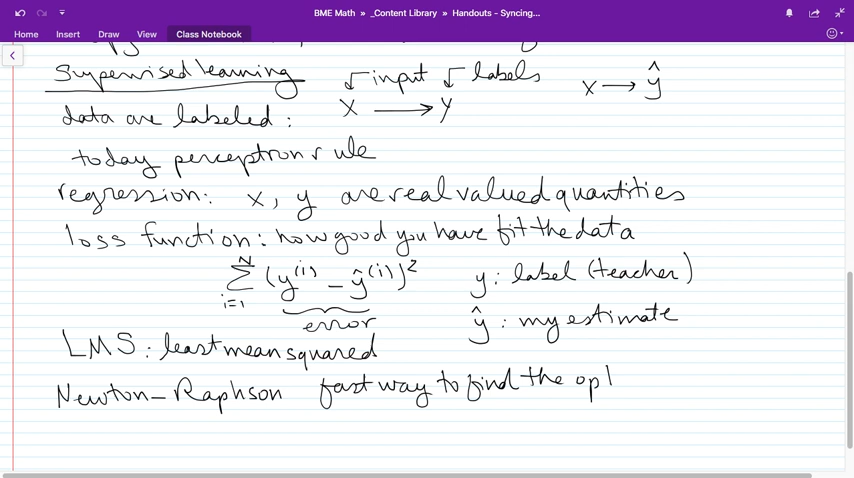 BME Math » _Content Library » Handouts - Syncing...
Home Insert Draw View Class Notebook
Supervised learning
input labels
x → y
x → ŷ
data are labeled:
today perceptron rule
regression: x, y are real valued quantities
loss function: how good you have fit the data
N
∑ (y⁽ⁱ⁾ - ŷ⁽ⁱ⁾)²
i=1
error
y: label (teacher)
ŷ: my estimate
LMS: least mean squared
Newton-Raphson fast way to find the opl